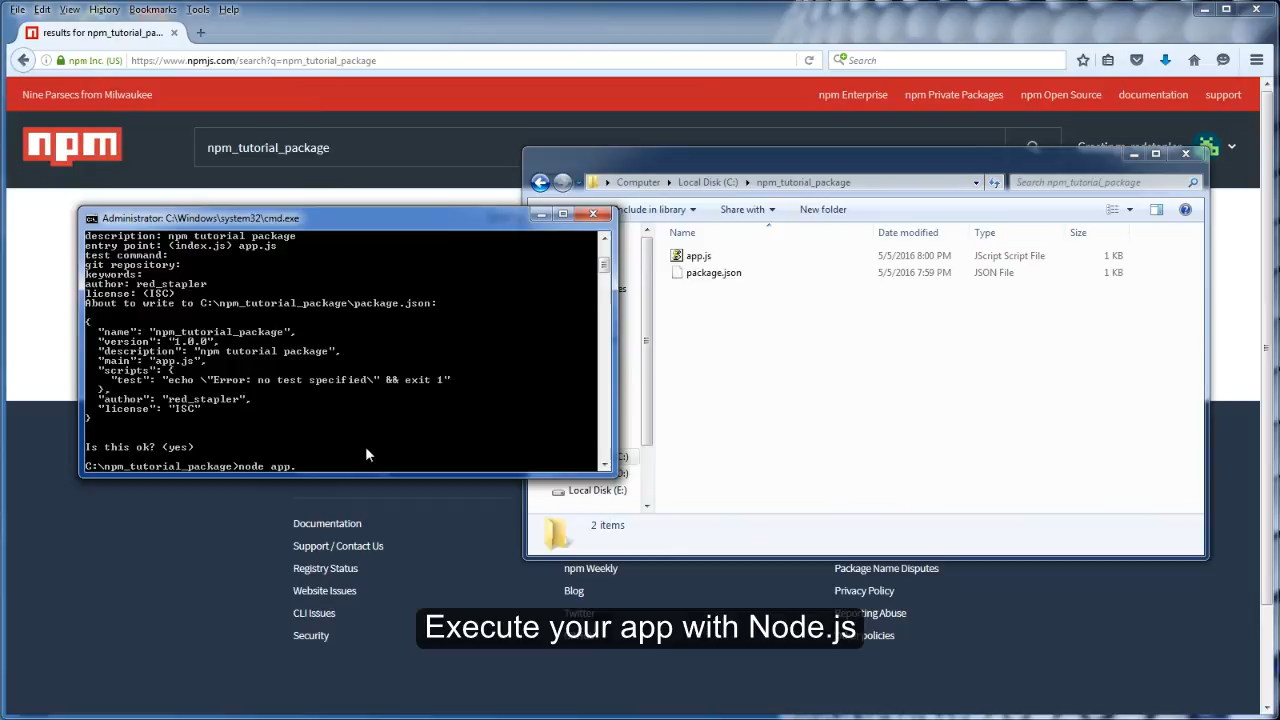 File Edit View History Bookmarks Tools Help
results for npm_tutorial_pa...
npm Inc. (US) https://www.npmjs.com/search?q=npm_tutorial_package
Search
Nine Parsecs from Milwaukee
npm Enterprise npm Private Packages npm Open Source documentation support
npm
npm_tutorial_package
Computer Local Disk (C:) npm_tutorial_package
Search npm_tutorial_package
include in library Share with New folder
Name Date modified Type Size
app.js 5/5/2016 8:00 PM JScript Script File 1 KB
package.json 5/5/2016 7:59 PM JSON File 1 KB
Local Disk (E:)
2 items
Administrator: C:\Windows\system32\cmd.exe
description: npm tutorial package
entry point: (index.js) app.js
test command:
git repository:
keywords:
author: red_stapler
license: (ISC)
About to write to C:\npm_tutorial_package\package.json:
{
"name": "npm_tutorial_package",
"version": "1.0.0",
"description": "npm tutorial package",
"main": "app.js",
"scripts": {
"test": "echo \"Error: no test specified\" && exit 1"
},
"author": "red_stapler",
"license": "ISC"
}
Is this ok? (yes)
C:\npm_tutorial_package>node app.
Documentation
Support / Contact Us
Registry Status
Website Issues
CLI Issues
Security
npm Weekly
Blog
Twitter
Package Name Disputes
Privacy Policy
Reporting Abuse
policies
Execute your app with Node.js